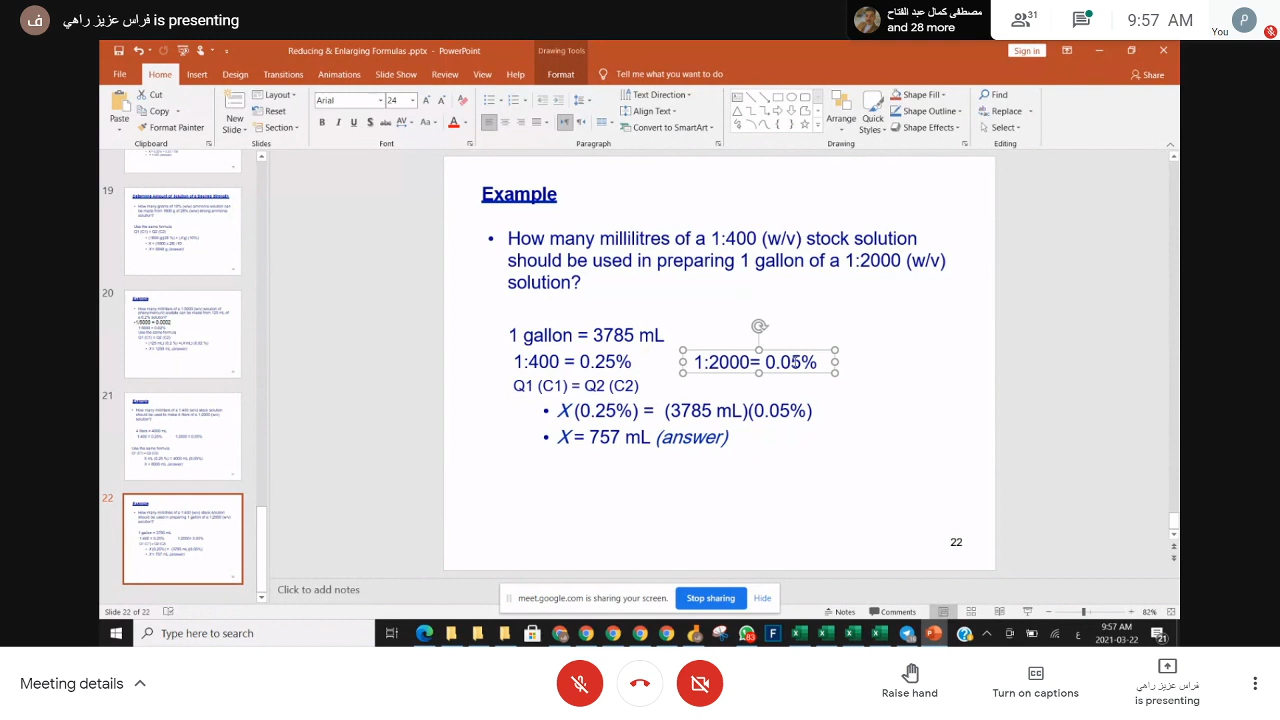 ف
فراس عزيز راهي is presenting
مصطفى كمال عبد الفتاح
and 28 more
31
9:57 AM
P
You
Reducing & Enlarging Formulas .pptx - PowerPoint
Drawing Tools
Sign in
File Home Insert Design Transitions Animations Slide Show Review View Help Format Tell me what you want to do Share
Paste
Cut
Copy
Format Painter
Clipboard
New Slide
Layout
Reset
Section
Slides
Arial 24
B I U S abc AV Aa A
Font
Text Direction
Align Text
Convert to SmartArt
Paragraph
Arrange
Quick Styles
Shape Fill
Shape Outline
Shape Effects
Drawing
Find
Replace
Select
Editing
19
20
Example
21
Example
22
Example
Example
• How many millilitres of a 1:400 (w/v) stock solution
should be used in preparing 1 gallon of a 1:2000 (w/v)
solution?
1 gallon = 3785 mL
1:400 = 0.25% 1:2000= 0.05%
Q1 (C1) = Q2 (C2)
• X (0.25%) = (3785 mL)(0.05%)
• X = 757 mL (answer)
22
Click to add notes
meet.google.com is sharing your screen. Stop sharing Hide
Slide 22 of 22
Notes Comments 82%
Type here to search
83
F
ع
9:57 AM
2021-03-22
21
Meeting details
Raise hand
Turn on captions
فراس عزيز راهي
is presenting